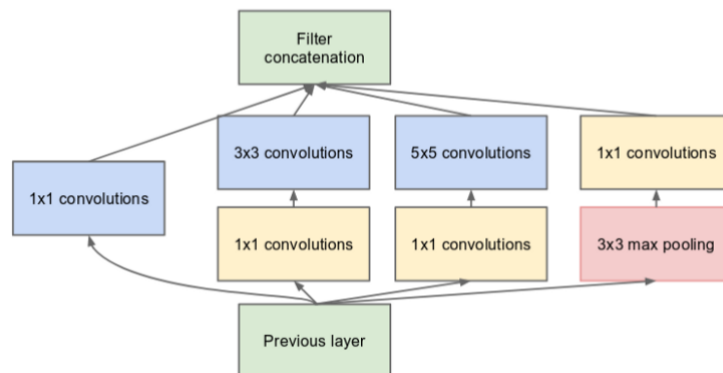 Filter
concatenation
3x3 convolutions
5x5 convolutions
1x1 convolutions
1x1 convolutions
1x1 convolutions
1x1 convolutions
3x3 max pooling
Previous layer